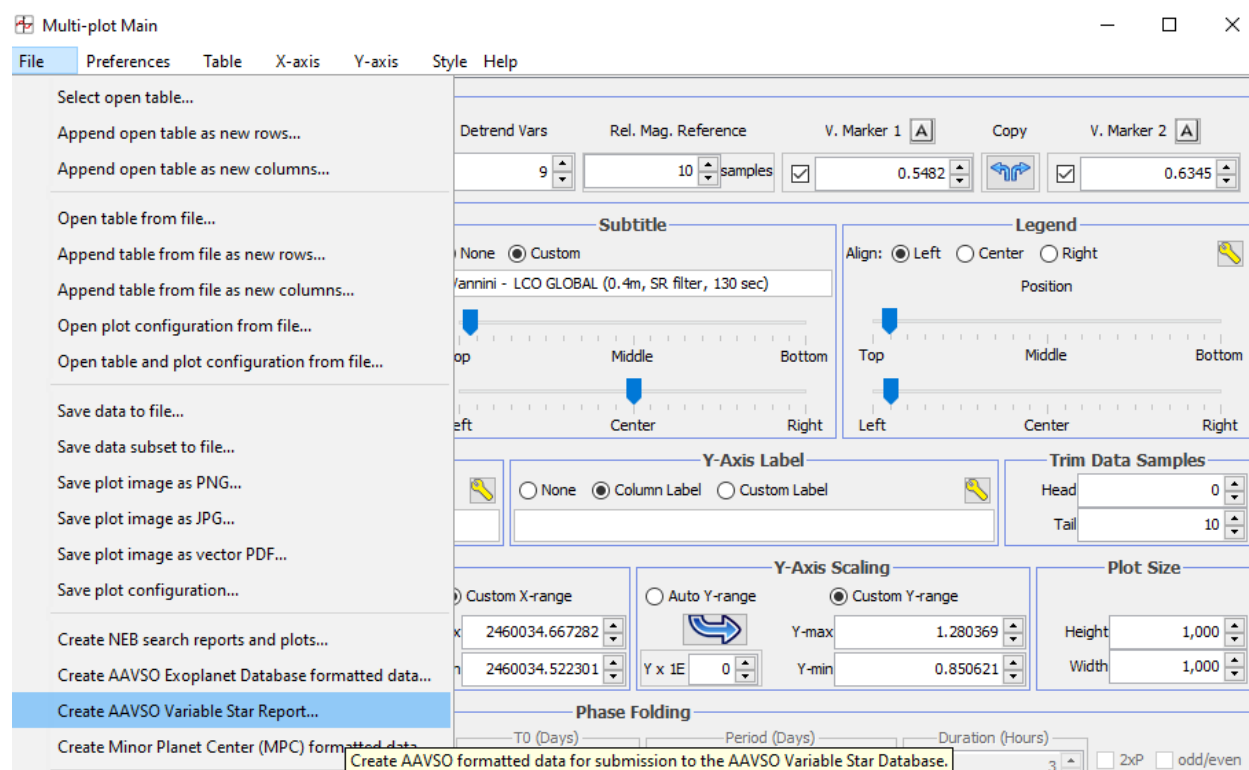 Multi-plot Main
File Preferences Table X-axis Y-axis Style Help
Select open table...
Append open table as new rows...
Append open table as new columns...
Open table from file...
Append table from file as new rows...
Append table from file as new columns...
Open plot configuration from file...
Open table and plot configuration from file...
Save data to file...
Save data subset to file...
Save plot image as PNG...
Save plot image as JPG...
Save plot image as vector PDF...
Save plot configuration...
Create NEB search reports and plots...
Create AAVSO Exoplanet Database formatted data...
Create AAVSO Variable Star Report...
Create Minor Planet Center (MPC) formatted data
Create AAVSO formatted data for submission to the AAVSO Variable Star Database.
Detrend Vars Rel. Mag. Reference V. Marker 1 A Copy V. Marker 2 A
9 10 samples 0.5482 0.6345
Subtitle
None Custom
annini - LCO GLOBAL (0.4m, SR filter, 130 sec)
op Middle Bottom
eft Center Right
Legend
Align: Left Center Right
Position
Top Middle Bottom
Left Center Right
Y-Axis Label
None Column Label Custom Label
Trim Data Samples
Head 0
Tail 10
Custom X-range
x 2460034.667282
n 2460034.522301
Y-Axis Scaling
Auto Y-range Custom Y-range
Y-max 1.280369
Y x 1E 0 Y-min 0.850621
Plot Size
Height 1,000
Width 1,000
Phase Folding
T0 (Days) Period (Days) Duration (Hours)
3 2xP odd/even